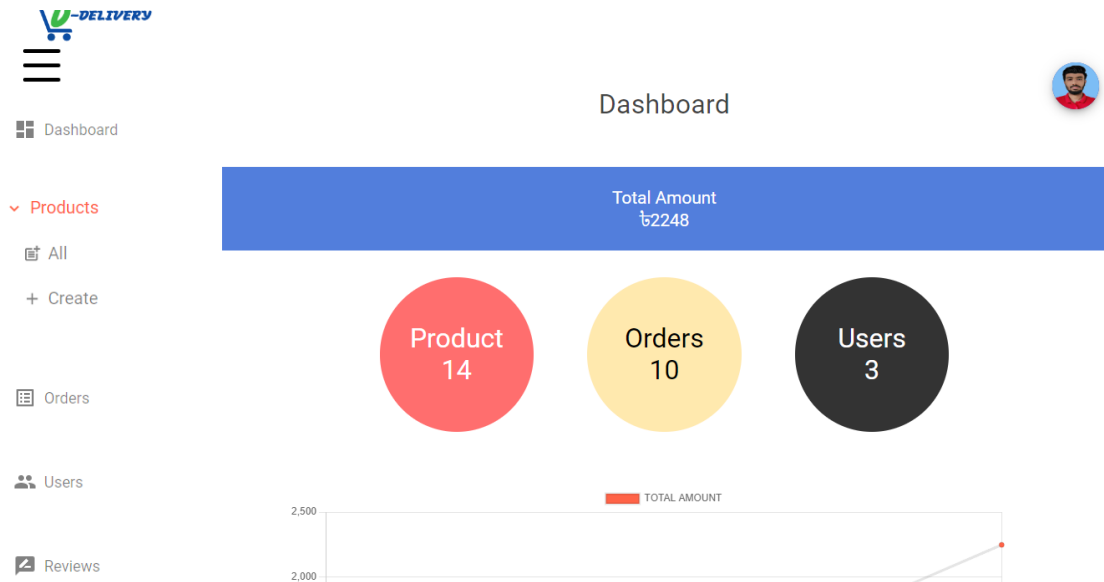 U-DELIVERY
Dashboard
Products
All
Create
Orders
Users
Reviews
Dashboard
Total Amount
৳2248
Product
14
Orders
10
Users
3
TOTAL AMOUNT
2,500
2,000